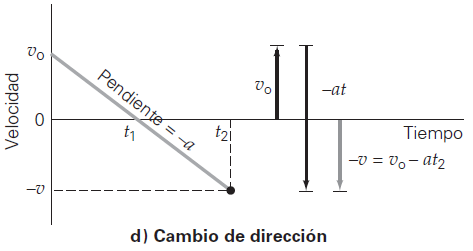 Velocidad
v₀
0
–v
Pendiente = –a
t₁
t₂
v₀
–at
Tiempo
–v = v₀ – at₂
d) Cambio de dirección